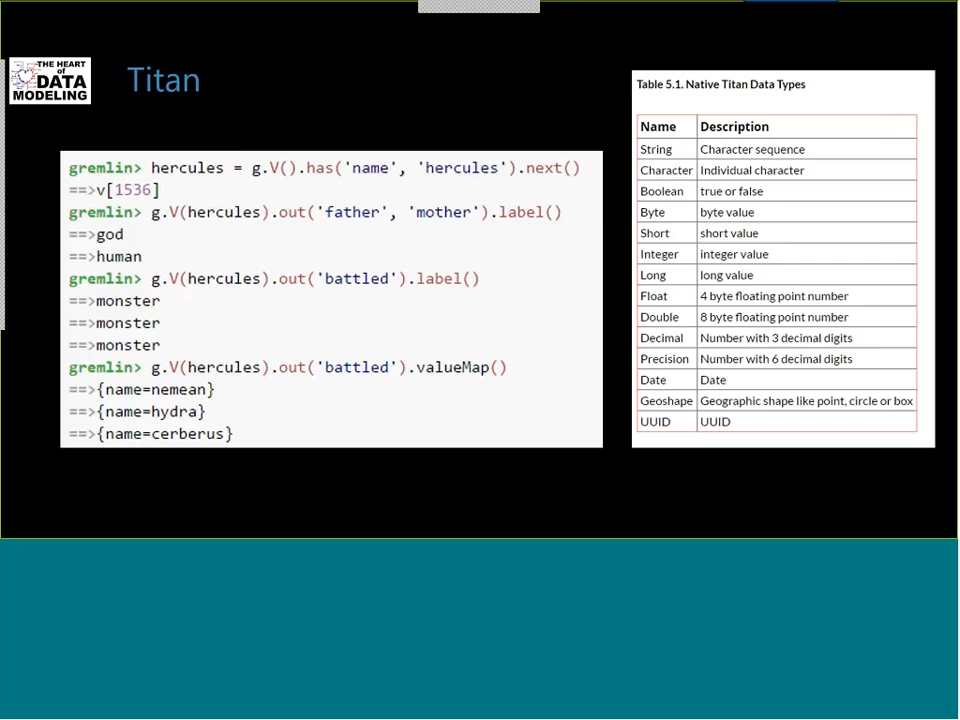 THE HEART
of
DATA
MODELING
Titan
gremlin> hercules = g.V().has('name', 'hercules').next()
==>v[1536]
gremlin> g.V(hercules).out('father', 'mother').label()
==>god
==>human
gremlin> g.V(hercules).out('battled').label()
==>monster
==>monster
==>monster
gremlin> g.V(hercules).out('battled').valueMap()
==>{name=nemean}
==>{name=hydra}
==>{name=cerberus}
Table 5.1. Native Titan Data Types
Name Description
String Character sequence
Character Individual character
Boolean true or false
Byte byte value
Short short value
Integer integer value
Long long value
Float 4 byte floating point number
Double 8 byte floating point number
Decimal Number with 3 decimal digits
Precision Number with 6 decimal digits
Date Date
Geoshape Geographic shape like point, circle or box
UUID UUID